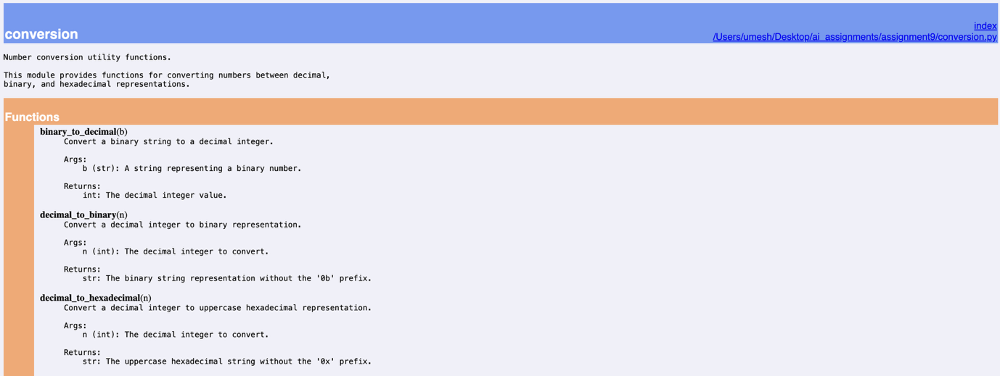 conversion
index
/Users/umesh/Desktop/ai_assignments/assignment9/conversion.py
Number conversion utility functions.
This module provides functions for converting numbers between decimal,
binary, and hexadecimal representations.
Functions
binary_to_decimal(b)
Convert a binary string to a decimal integer.
Args:
b (str): A string representing a binary number.
Returns:
int: The decimal integer value.
decimal_to_binary(n)
Convert a decimal integer to binary representation.
Args:
n (int): The decimal integer to convert.
Returns:
str: The binary string representation without the '0b' prefix.
decimal_to_hexadecimal(n)
Convert a decimal integer to uppercase hexadecimal representation.
Args:
n (int): The decimal integer to convert.
Returns:
str: The uppercase hexadecimal string without the '0x' prefix.